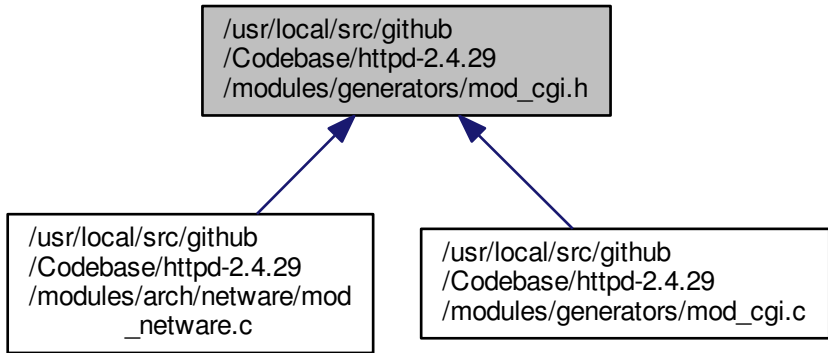 /usr/local/src/github
/Codebase/httpd-2.4.29
/modules/generators/mod_cgi.h
/usr/local/src/github
/Codebase/httpd-2.4.29
/modules/arch/netware/mod
_netware.c
/usr/local/src/github
/Codebase/httpd-2.4.29
/modules/generators/mod_cgi.c